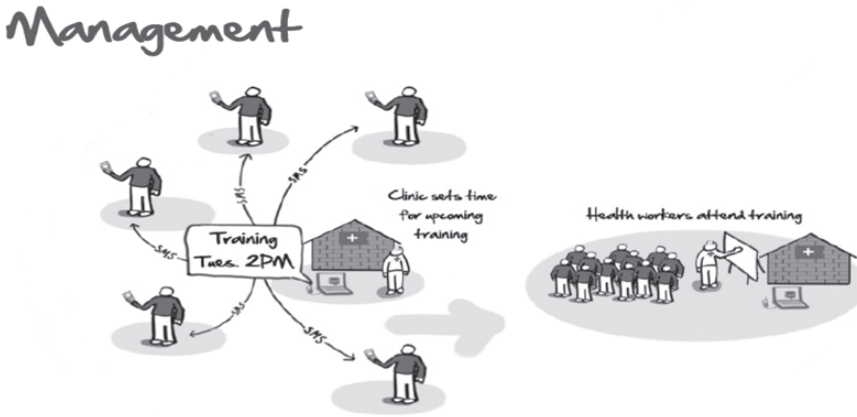 Management
SMS
SMS
SMS
Training
Tues. 2PM
SMS
SMS
Clinic sets time
for upcoming
training
Health workers attend training